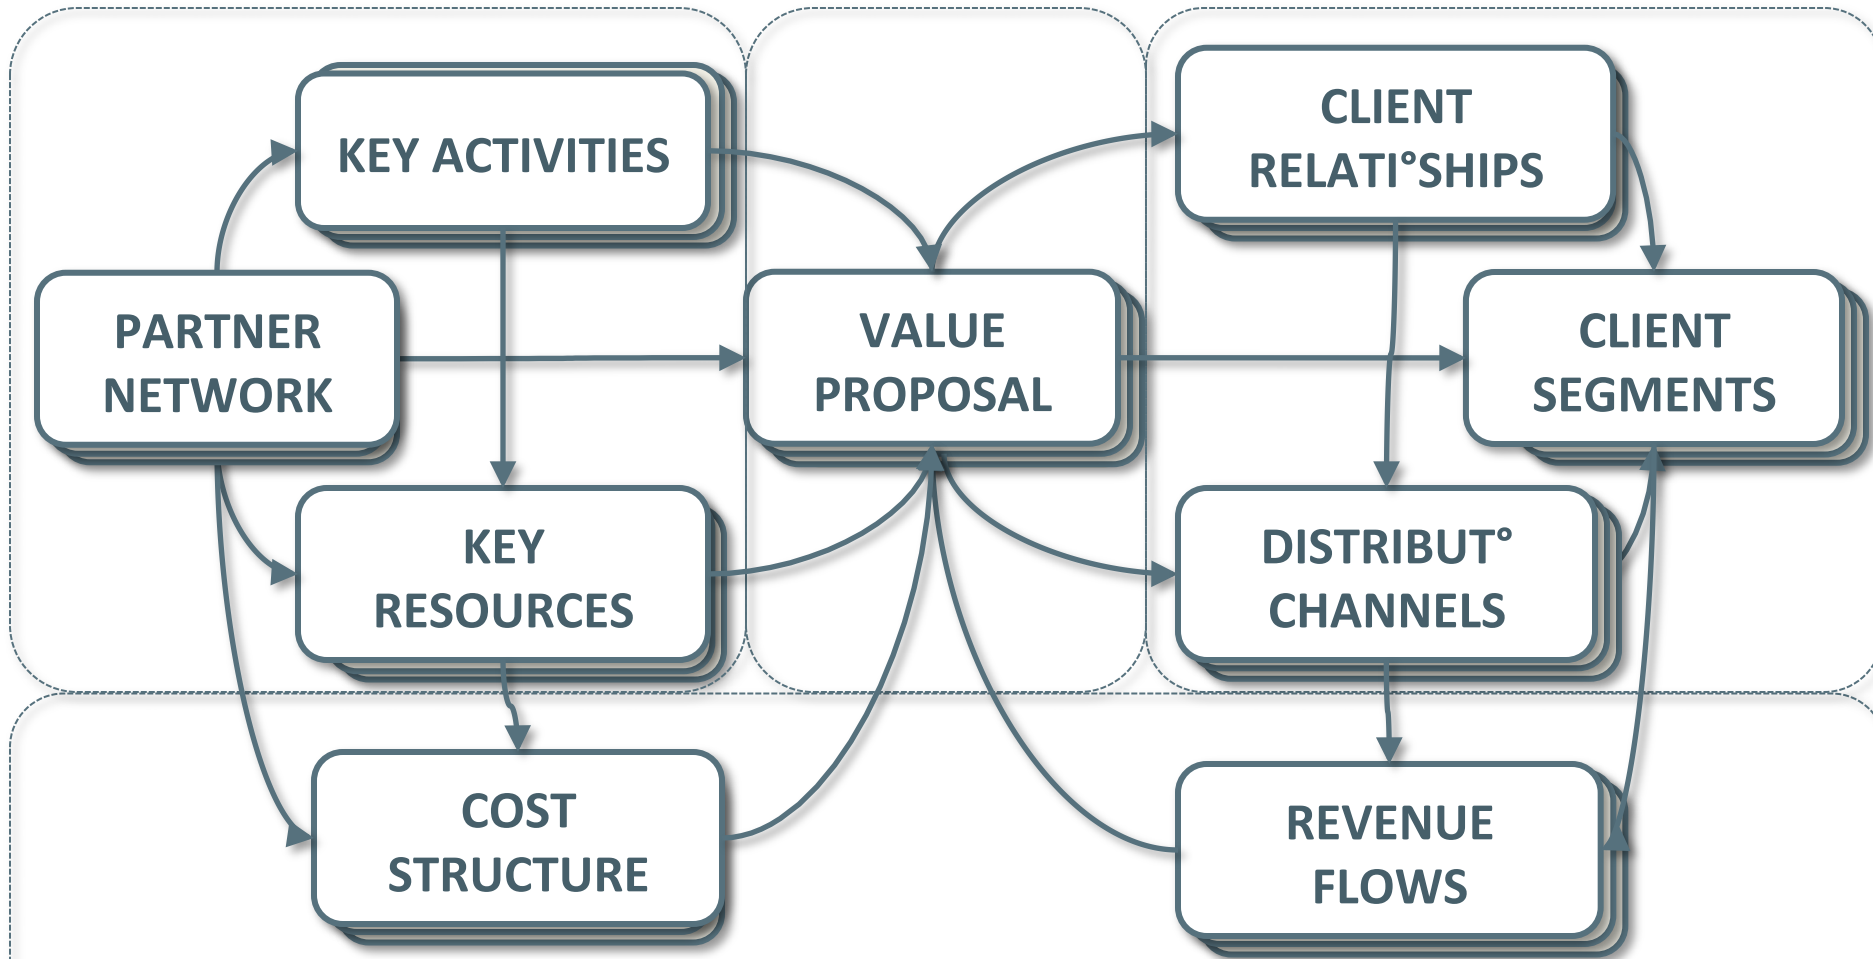 KEY ACTIVITIES
CLIENT
RELATI°SHIPS
PARTNER
NETWORK
VALUE
PROPOSAL
CLIENT
SEGMENTS
KEY
RESOURCES
DISTRIBUT°
CHANNELS
COST
STRUCTURE
REVENUE
FLOWS